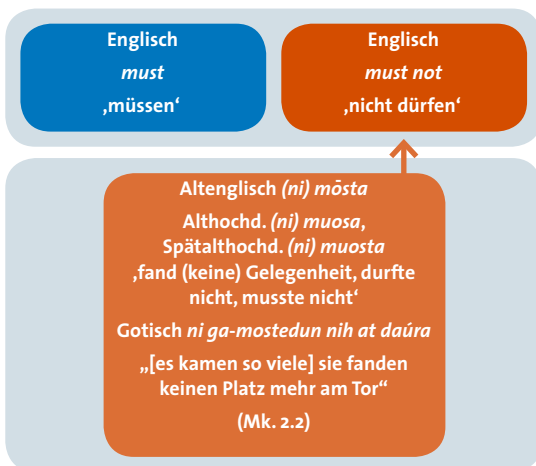 Englisch
must
‚müssen‘
Englisch
must not
‚nicht dürfen‘
Altenglisch (ni) mōsta
Althochd. (ni) muosa,
Spätalthochd. (ni) muosta
‚fand (keine) Gelegenheit, durfte
nicht, musste nicht‘
Gotisch ni ga-mostedun nih at daúra
„[es kamen so viele] sie fanden
keinen Platz mehr am Tor“
(Mk. 2.2)